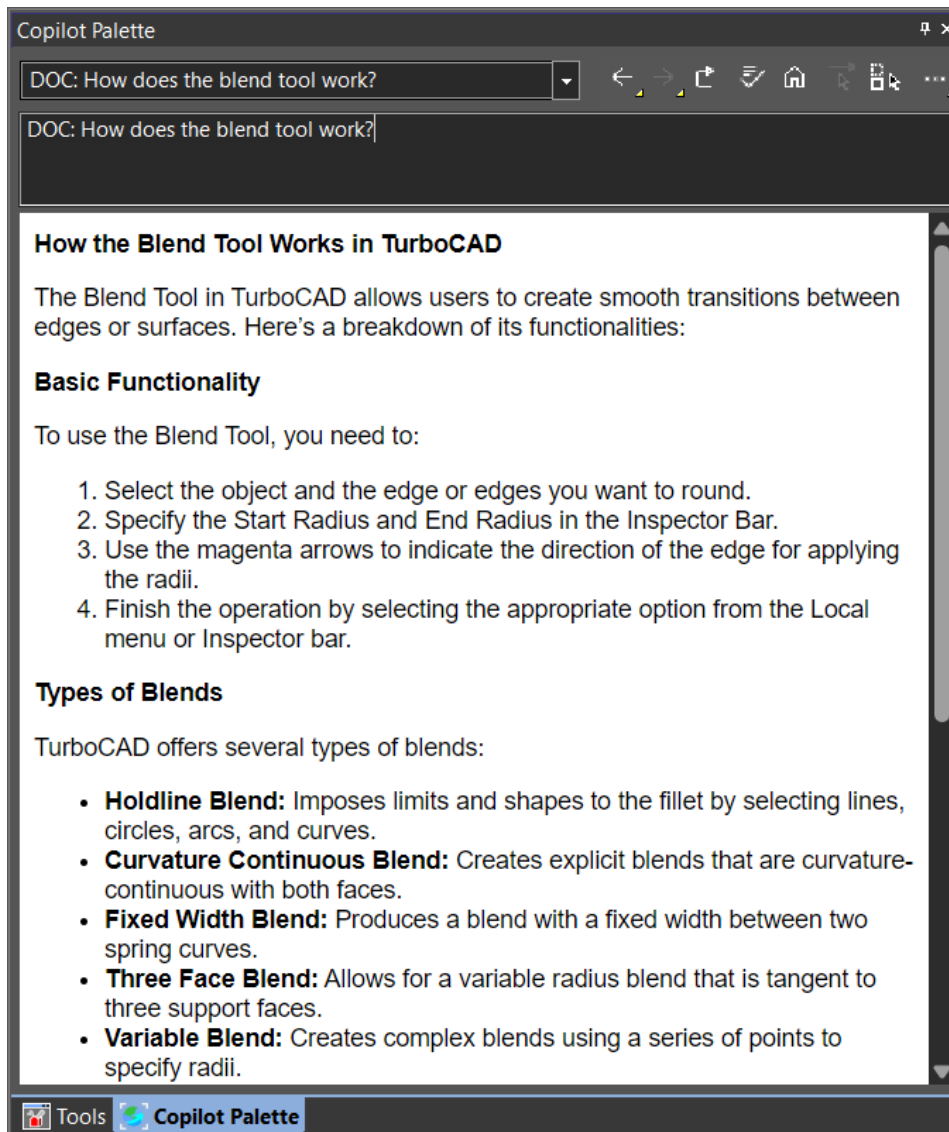 Copilot Palette
DOC: How does the blend tool work?
DOC: How does the blend tool work?
How the Blend Tool Works in TurboCAD
The Blend Tool in TurboCAD allows users to create smooth transitions between
edges or surfaces. Here’s a breakdown of its functionalities:
Basic Functionality
To use the Blend Tool, you need to:
1. Select the object and the edge or edges you want to round.
2. Specify the Start Radius and End Radius in the Inspector Bar.
3. Use the magenta arrows to indicate the direction of the edge for applying
the radii.
4. Finish the operation by selecting the appropriate option from the Local
menu or Inspector bar.
Types of Blends
TurboCAD offers several types of blends:
• Holdline Blend: Imposes limits and shapes to the fillet by selecting lines,
circles, arcs, and curves.
• Curvature Continuous Blend: Creates explicit blends that are curvature-
continuous with both faces.
• Fixed Width Blend: Produces a blend with a fixed width between two
spring curves.
• Three Face Blend: Allows for a variable radius blend that is tangent to
three support faces.
• Variable Blend: Creates complex blends using a series of points to
specify radii.
Tools
Copilot Palette